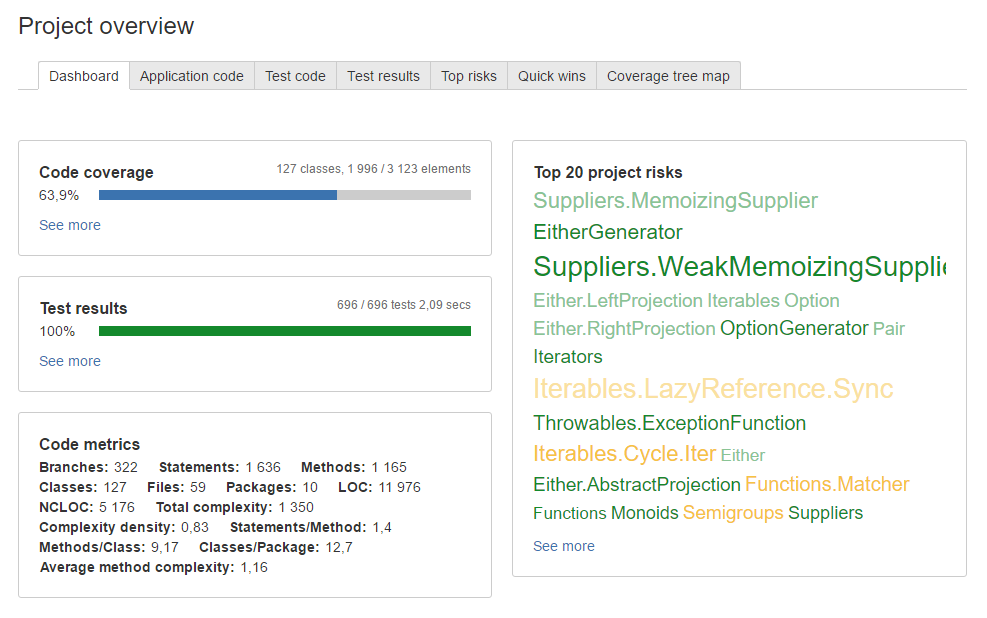 Project overview
Dashboard Application code Test code Test results Top risks Quick wins Coverage tree map
Code coverage 127 classes, 1 996 / 3 123 elements
63,9%
See more
Test results 696 / 696 tests 2,09 secs
100%
See more
Code metrics
Branches: 322 Statements: 1 636 Methods: 1 165
Classes: 127 Files: 59 Packages: 10 LOC: 11 976
NCLOC: 5 176 Total complexity: 1 350
Complexity density: 0,83 Statements/Method: 1,4
Methods/Class: 9,17 Classes/Package: 12,7
Average method complexity: 1,16
Top 20 project risks
Suppliers.MemoizingSupplier
EitherGenerator
Suppliers.WeakMemoizingSupplie
Either.LeftProjection Iterables Option
Either.RightProjection OptionGenerator Pair
Iterators
Iterables.LazyReference.Sync
Throwables.ExceptionFunction
Iterables.Cycle.Iter Either
Either.AbstractProjection Functions.Matcher
Functions Monoids Semigroups Suppliers
See more